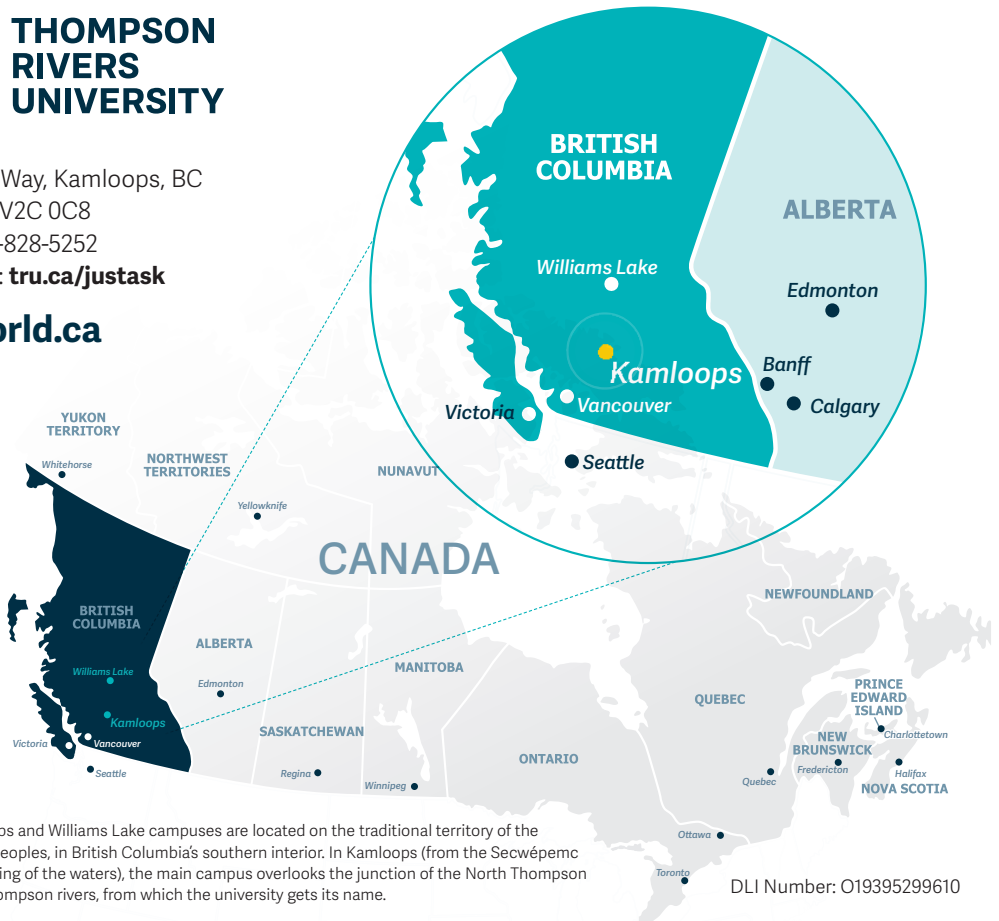 THOMPSON
RIVERS
UNIVERSITY
Way, Kamloops, BC
V2C 0C8
-828-5252
tru.ca/justask
orld.ca
BRITISH
COLUMBIA
ALBERTA
Williams Lake
Edmonton
Kamloops
Banff
Calgary
Victoria
Vancouver
Seattle
YUKON
TERRITORY
Whitehorse
NORTHWEST
TERRITORIES
Yellowknife
NUNAVUT
CANADA
BRITISH
COLUMBIA
Williams Lake
Kamloops
Victoria
Vancouver
Seattle
ALBERTA
Edmonton
SASKATCHEWAN
Regina
MANITOBA
Winnipeg
ONTARIO
Ottawa
Toronto
QUEBEC
Quebec
NEWFOUNDLAND
PRINCE
EDWARD
ISLAND
Charlottetown
NEW
BRUNSWICK
Fredericton
Halifax
NOVA SCOTIA
ps and Williams Lake campuses are located on the traditional territory of the
eoples, in British Columbia's southern interior. In Kamloops (from the Secwépemc
ing of the waters), the main campus overlooks the junction of the North Thompson
ompson rivers, from which the university gets its name.
DLI Number: O19395299610